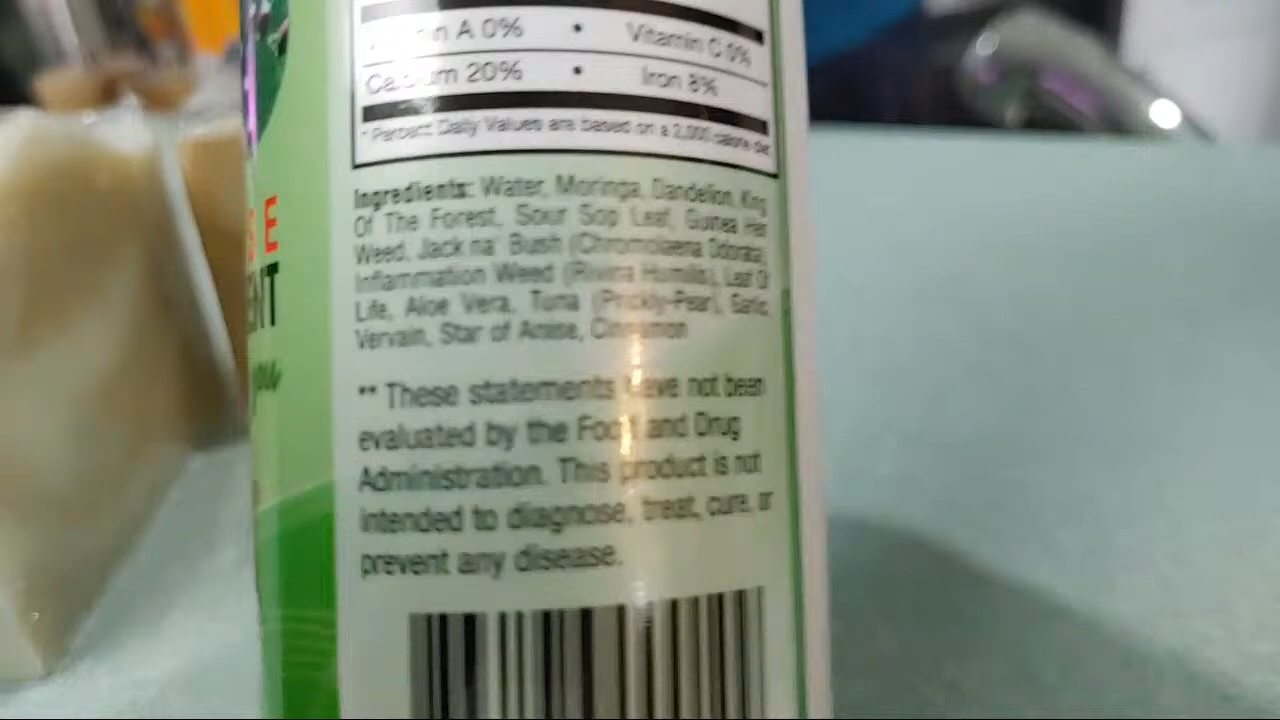 A 0% • Vitamin C 0%
20% • Iron 8%
* Percent Daily Values are based on a 2,000 calorie diet
Ingredients: Water, Moringa, Dandelion, King
Of The Forest, Sour Sop Leaf, Guinea Hen
Weed, Jack na' Bush (Chromolaena Odorata),
Inflammation Weed (Rivina Humilis), Leaf Of
Life, Aloe Vera, Tuna (Prickly-Pear), Garlic,
Vervain, Star of Anise, Cinnamon
** These statements have not been
evaluated by the Food and Drug
Administration. This product is not
intended to diagnose, treat, cure, or
prevent any disease.
E
ENT